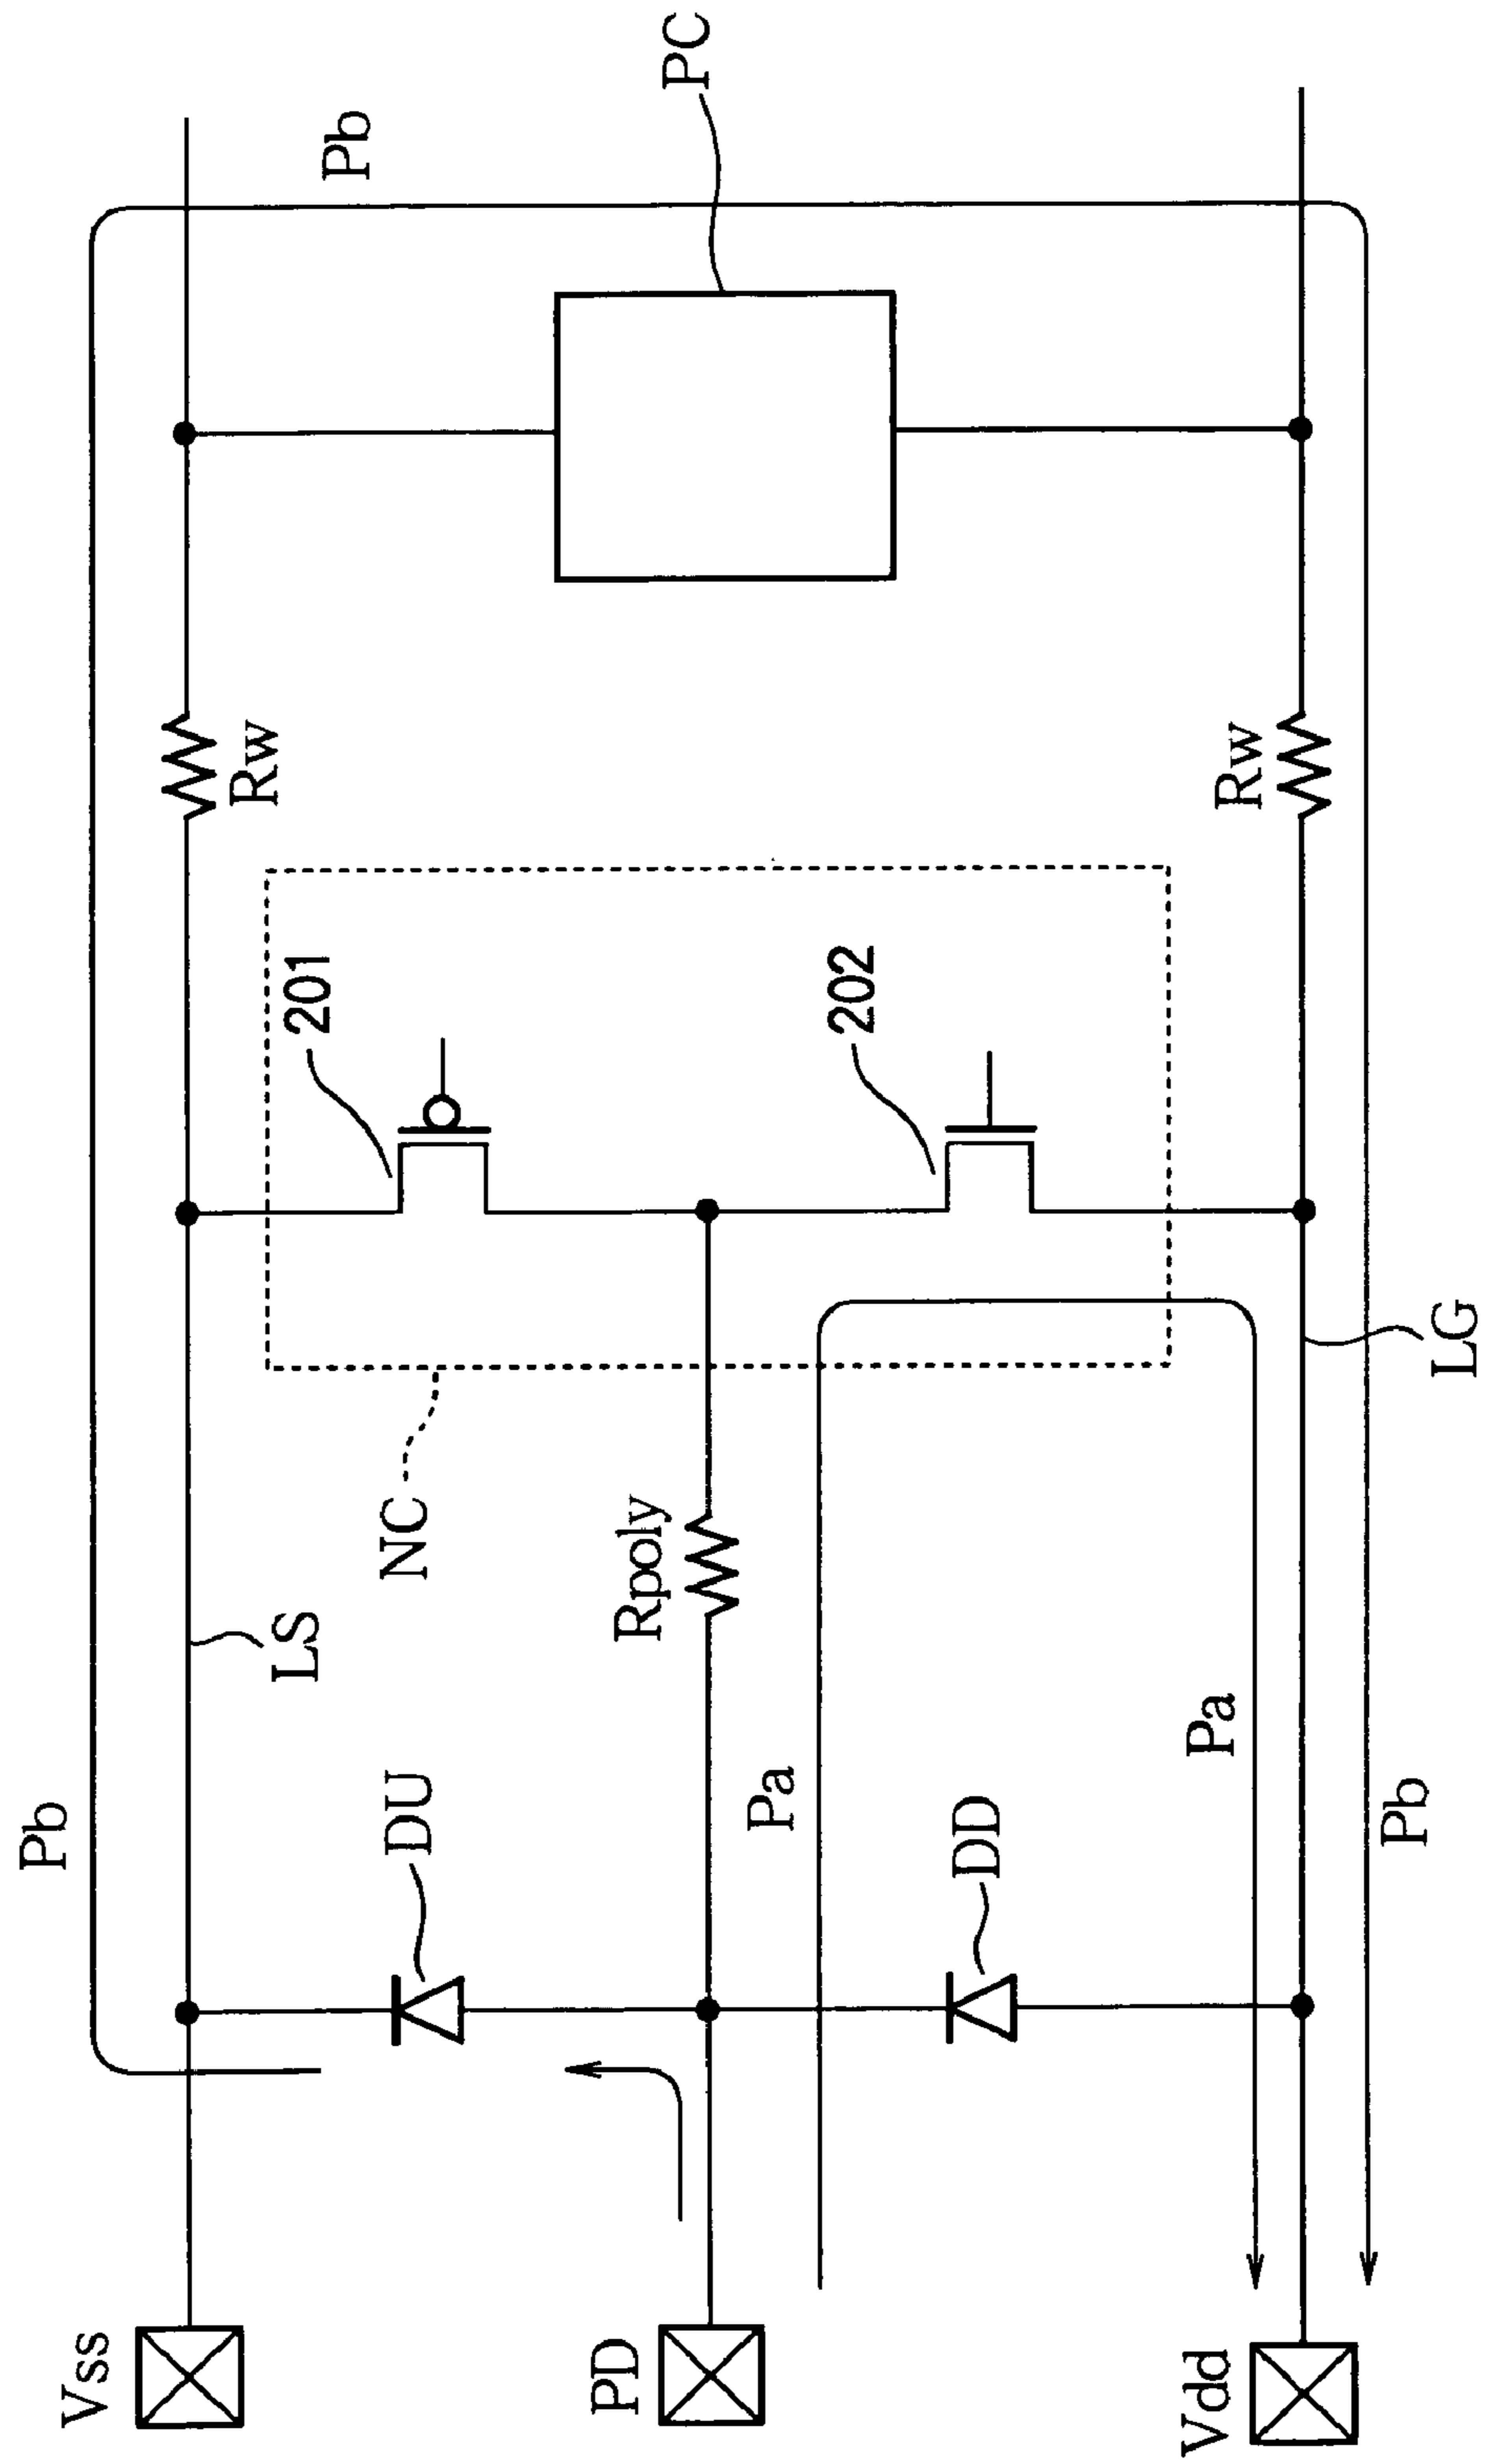 Pb
Pb
PC
Vss
LS
Rw
DU
NC
201
PD
Rpoly
Pa
DD
202
Rw
Pa
Vdd
Pb
LG